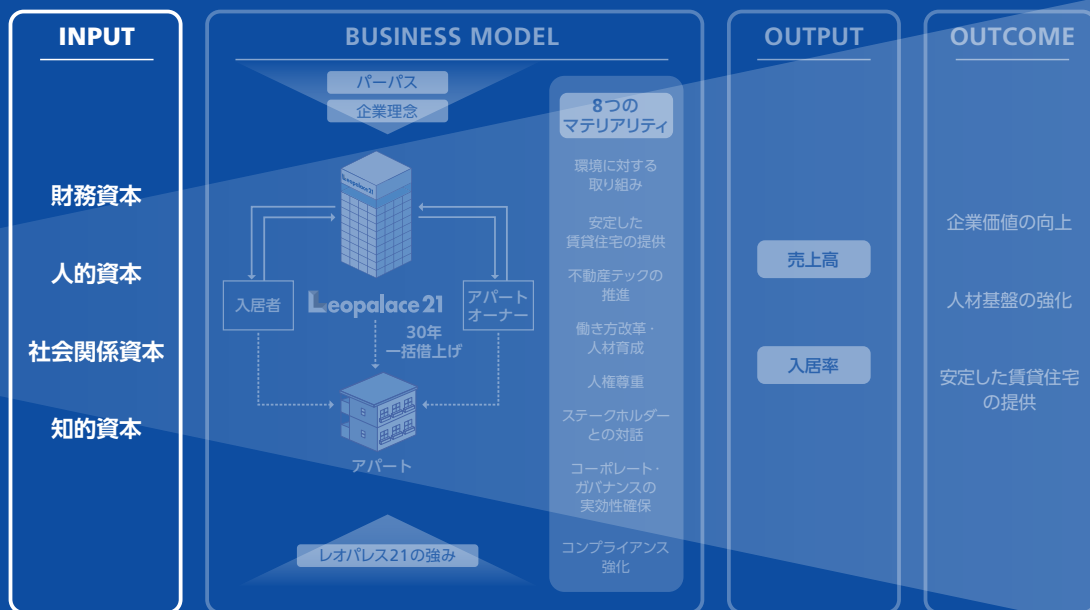 INPUT
財務資本
人的資本
社会関係資本
知的資本
BUSINESS MODEL
パーパス
企業理念
Leopalace21
入居者
Leopalace21
アパート
オーナー
30年
一括借上げ
アパート
レオパレス21の強み
8つの
マテリアリティ
環境に対する
取り組み
安定した
賃貸住宅の提供
不動産テックの
推進
働き方改革・
人材育成
人権尊重
ステークホルダー
との対話
コーポレート・
ガバナンスの
実効性確保
コンプライアンス
強化
OUTPUT
売上高
入居率
OUTCOME
企業価値の向上
人材基盤の強化
安定した賃貸住宅
の提供